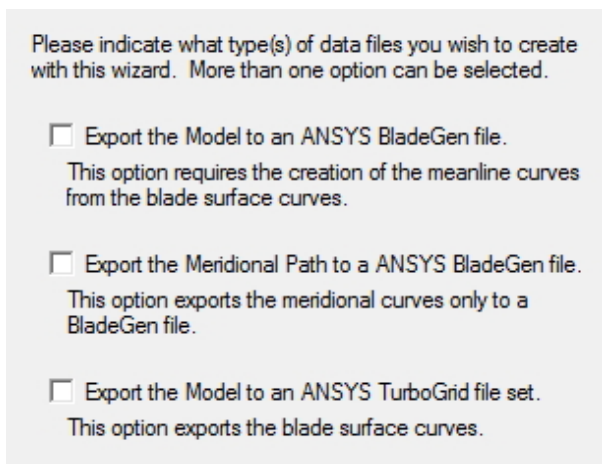 Please indicate what type(s) of data files you wish to create
with this wizard.  More than one option can be selected.
Export the Model to an ANSYS BladeGen file.
This option requires the creation of the meanline curves
from the blade surface curves.
Export the Meridional Path to a ANSYS BladeGen file.
This option exports the meridional curves only to a
BladeGen file.
Export the Model to an ANSYS TurboGrid file set.
This option exports the blade surface curves.